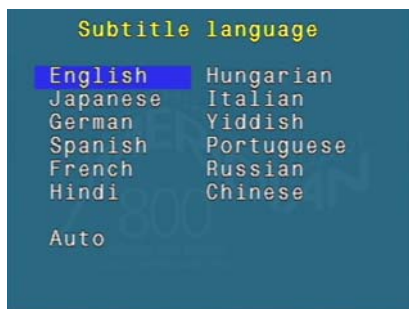 Subtitle language
English Hungarian
Japanese Italian
German Yiddish
Spanish Portuguese
French Russian
Hindi Chinese
Auto